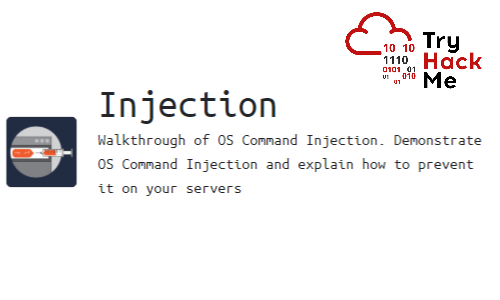 10 10
1110
0101 01
01 010
01
Try
Hack
Me
Injection
Walkthrough of OS Command Injection. Demonstrate
OS Command Injection and explain how to prevent
it on your servers